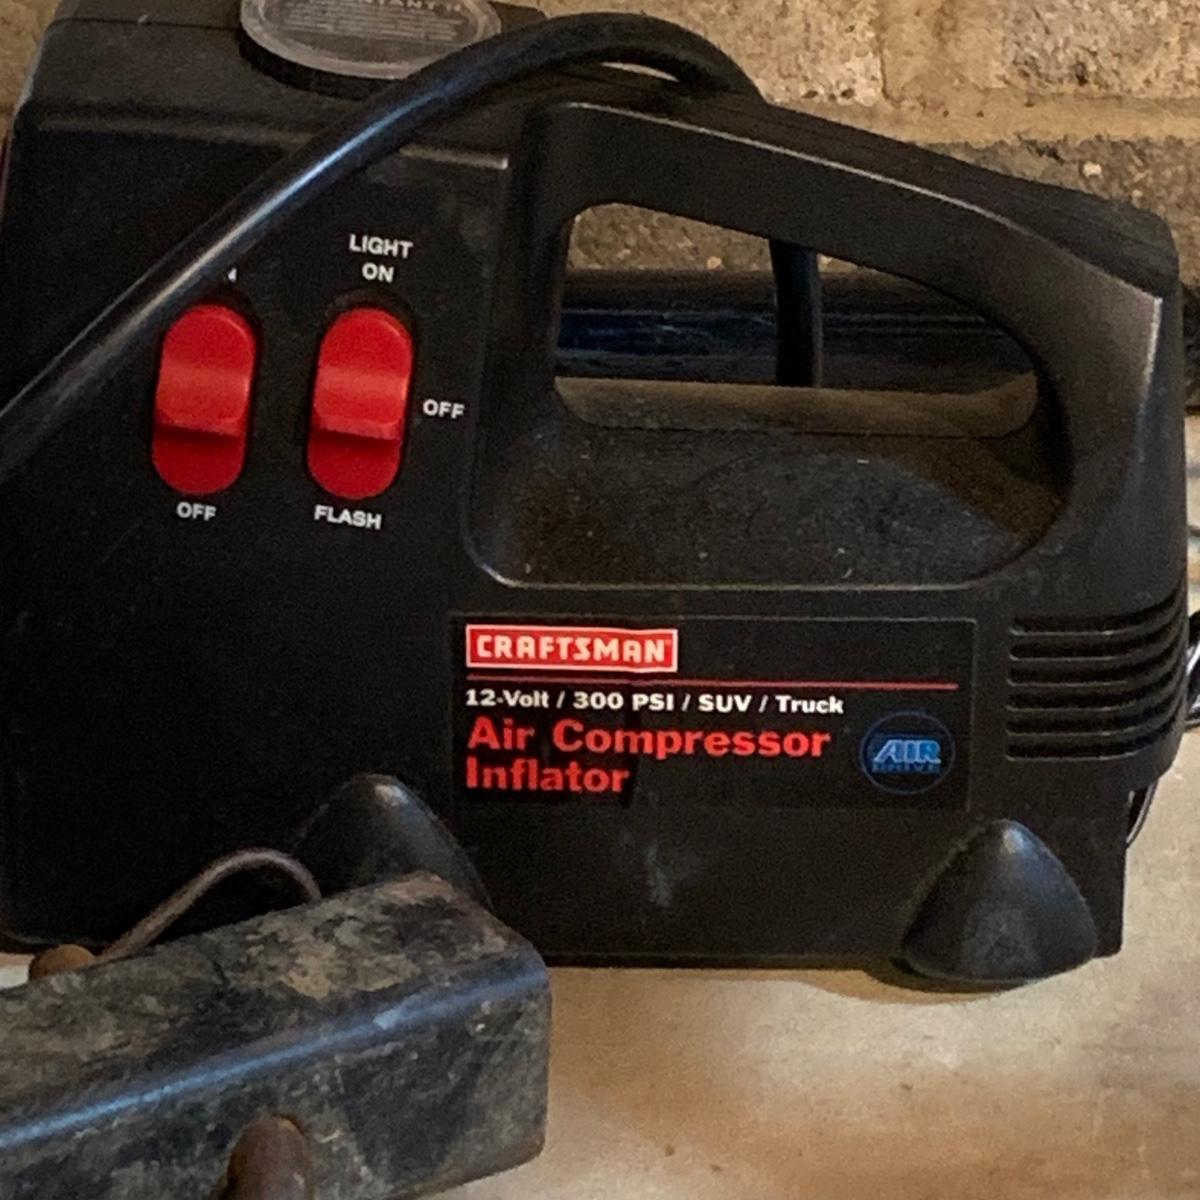 LIGHT
ON
OFF
OFF
FLASH
CRAFTSMAN
12-Volt / 300 PSI / SUV / Truck
Air Compressor
Inflator
AIR